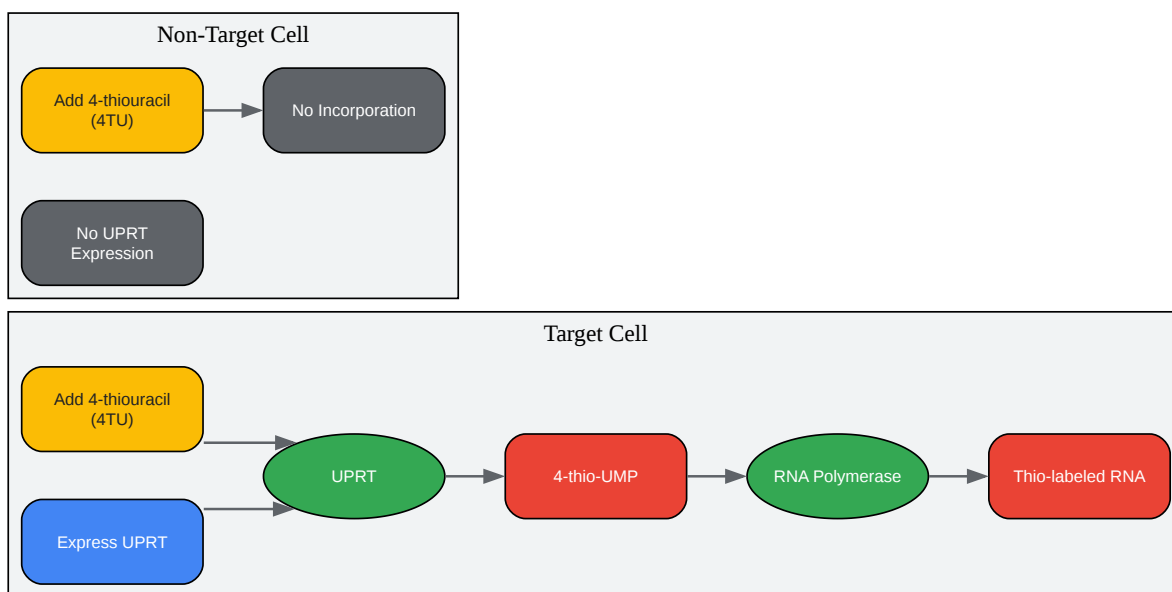 Non-Target Cell
Add 4-thiouracil
(4TU)
No Incorporation
No UPRT
Expression
Target Cell
Add 4-thiouracil
(4TU)
UPRT
4-thio-UMP
RNA Polymerase
Thio-labeled RNA
Express UPRT